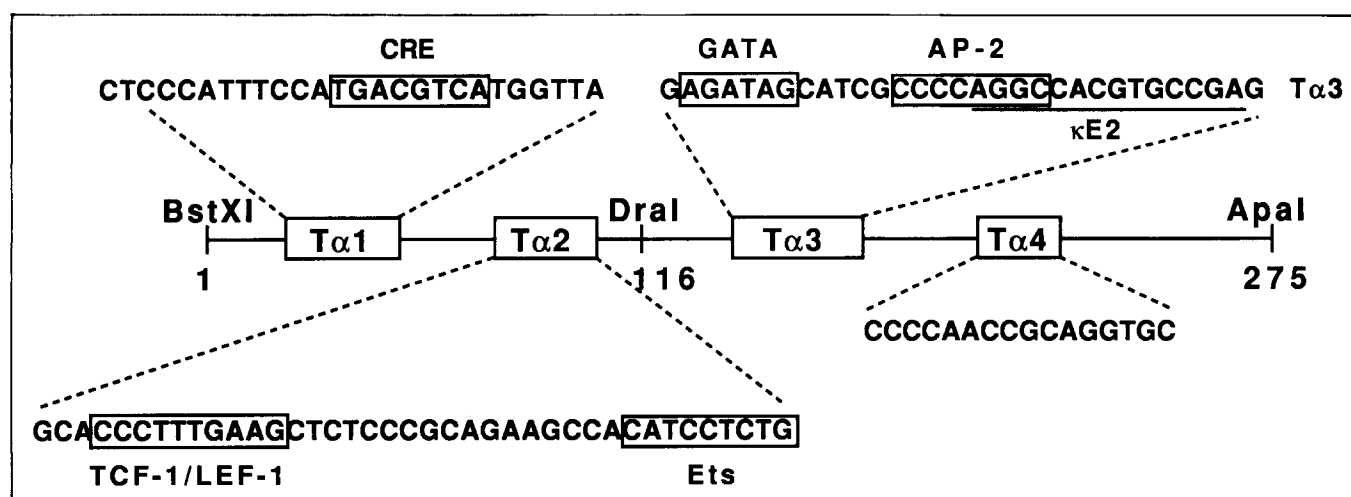 CRE GATA AP-2
CTCCCATTTCCATGACGTCATGGTTA GAGATAGCATCGCCCCAGGCCACGTGCCGAG Tα3
κE2
BstXI DraI ApaI
Tα1 Tα2 Tα3 Tα4
1 116 275
CCCCAACCGCAGGTGC
GCACCCTTTGAAGCTCTCCCGCAGAAGCCACATCCTCTG
TCF-1/LEF-1 Ets